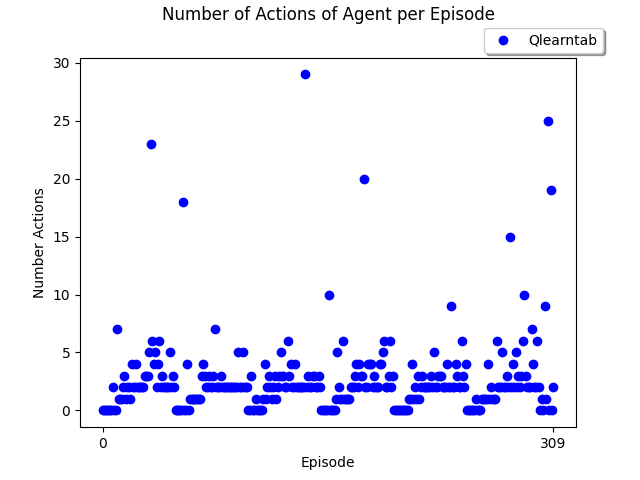 Number of Actions of Agent per Episode
Qlearntab
30
25
20
15
10
5
0
Number Actions
0
309
Episode